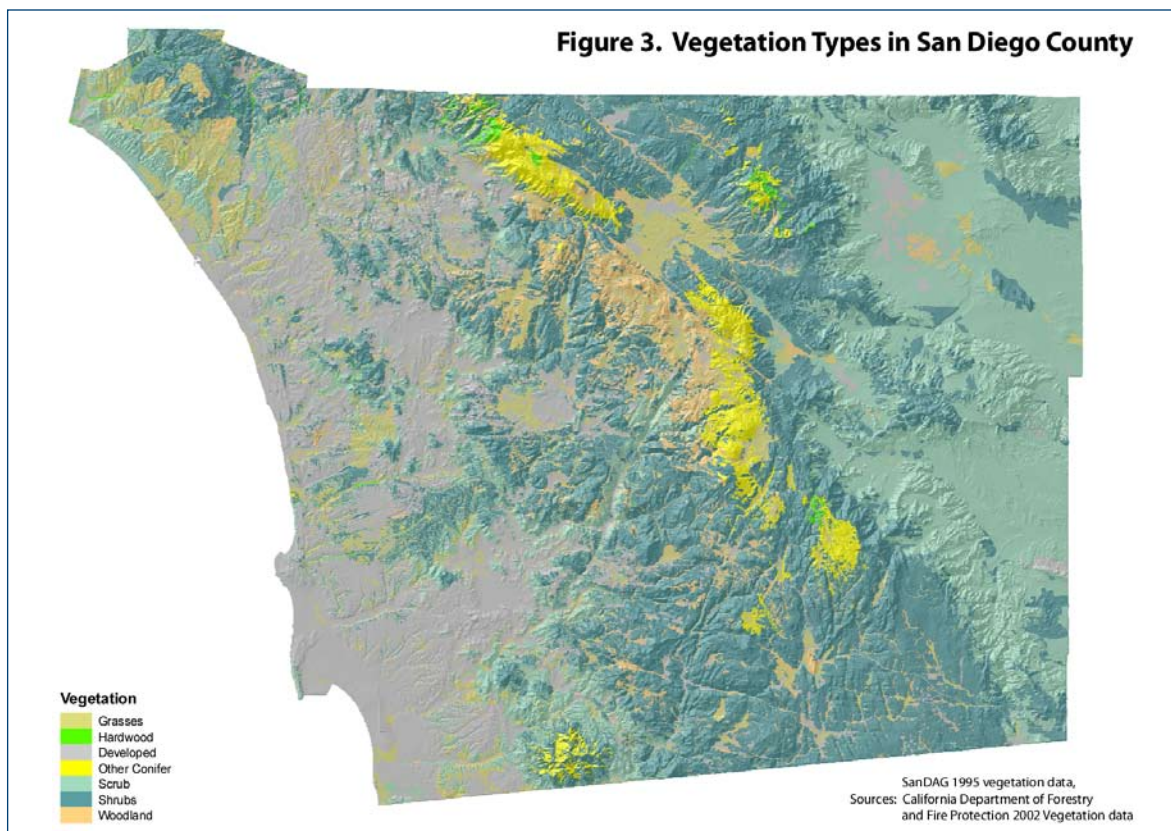 Figure 3. Vegetation Types in San Diego County
Vegetation
Grasses
Hardwood
Developed
Other Conifer
Scrub
Shrubs
Woodland
SanDAG 1995 vegetation data,
Sources: California Department of Forestry
and Fire Protection 2002 Vegetation data